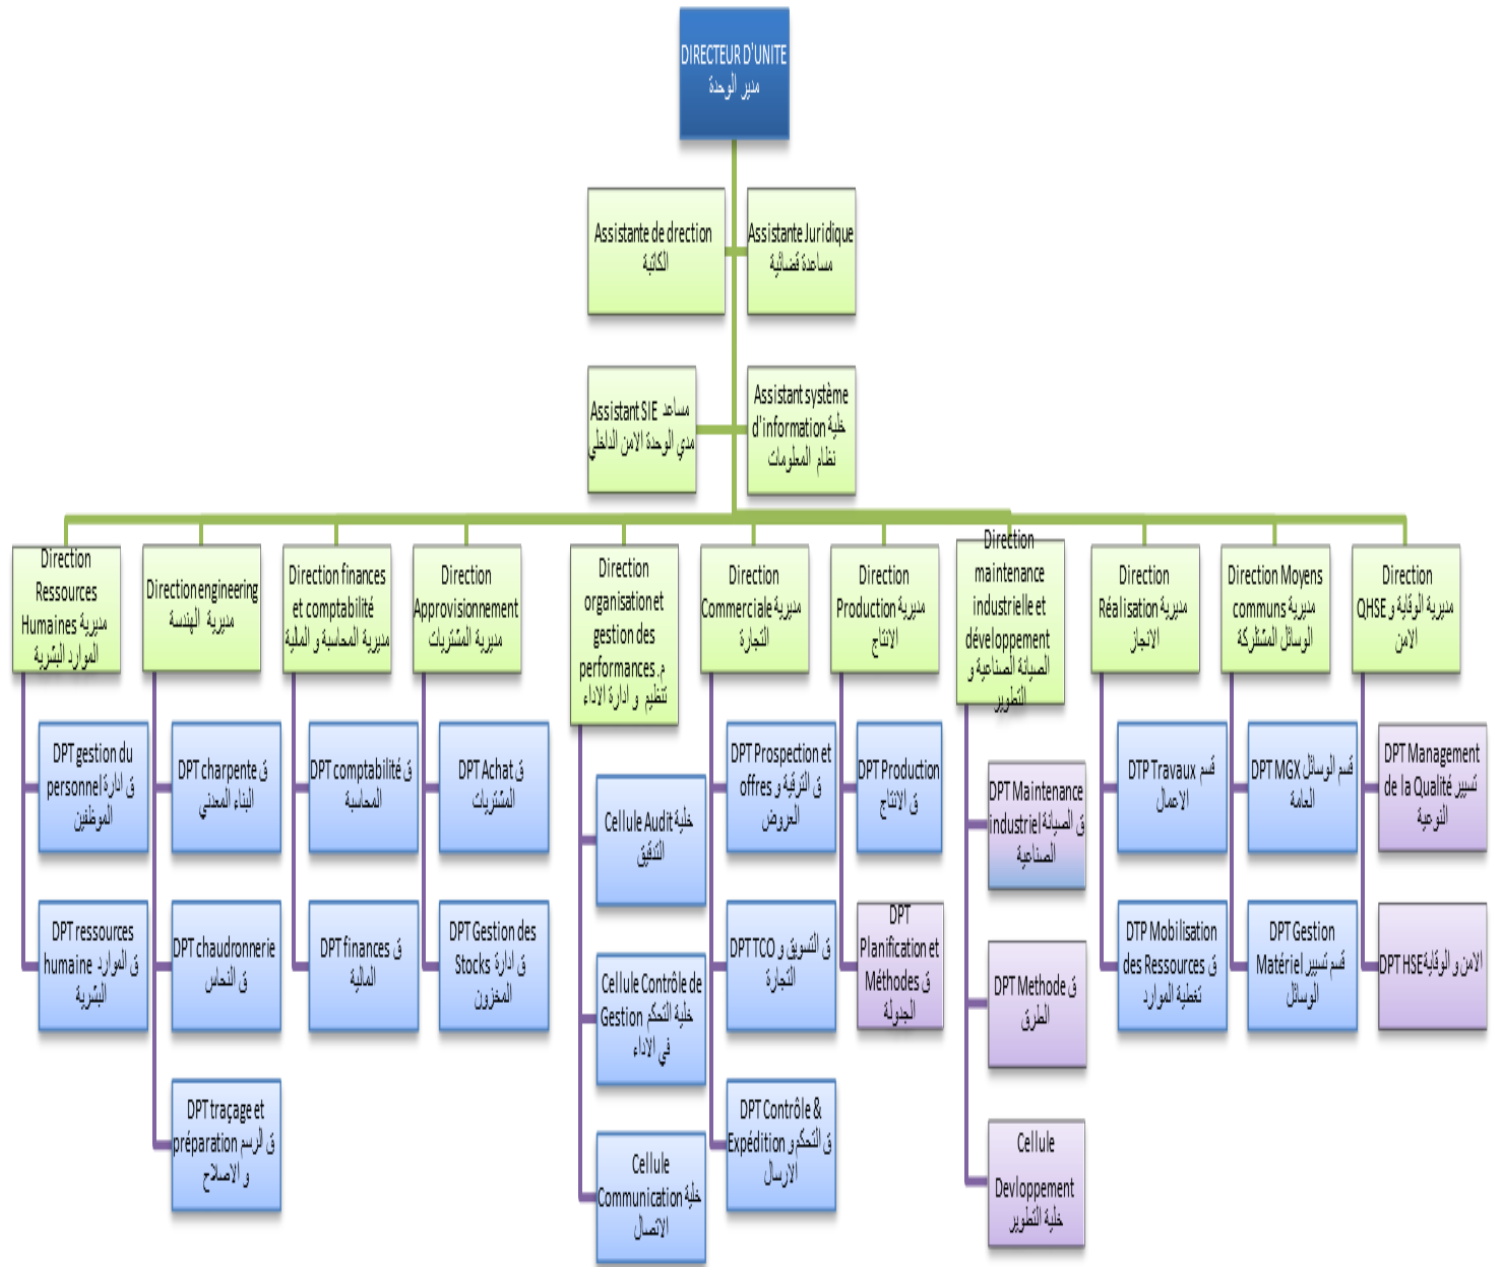 DIRECTEUR D'UNITE
مدير الوحدة
Assistante de drection
الكاتبة
Assistante Juridique
مساعدة قضائية
Assistant SIE مساعد
مدي الوحدة الامن الداخلي
Assistant système
d'information خلية
نظام المعلومات
Direction
Ressources
Humaines مديرية
الموارد البشرية
Direction engineering
مديرية الهندسة
Direction finances
et comptabilité
مديرية المحاسبة و المالية
Direction
Approvisionnement
مديرية المشتريات
Direction
organisation et
gestion des
performances م.
تنظيم و ادارة الاداء
Direction
Commerciale مديرية
التجارة
Direction
Production مديرية
الانتاج
Direction
maintenance
industrielle et
développement
الصيانة الصناعية و
التطوير
Direction
Réalisation مديرية
الانجاز
Direction Moyens
communs مديرية
الوسائل المشتركة
Direction
QHSE مديرية الوقاية و
الامن
DPT gestion du
personnel ق ادارة
الموظفين
DPT ressources
humaine ق الموارد
البشرية
DPT charpente ق
البناء المعدني
DPT chaudronnerie
ق النحاس
DPT traçage et
préparation ق الرسم
و الاصلاح
DPT comptabilité ق
المحاسبة
DPT finances ق
المالية
DPT Achat ق
المشتريات
DPT Gestion des
Stocks ق ادارة
المخزون
Cellule Audit خلية
التدقيق
Cellule Contrôle de
Gestion خلية التحكم
في الاداء
Cellule
Communication خلية
الاتصال
DPT Prospection et
offres ق الترقية و
العروض
DPT TCO ق التسويق و
التجارة
DPT Contrôle &
Expédition ق التحكم و
الارسال
DPT Production
ق الانتاج
DPT
Planification et
Méthodes ق
الجدولة
DPT Maintenance
industriel ق الصيانة
الصناعية
DPT Methode ق
الطرق
Cellule
Devloppement
خلية التطوير
DTP Travaux قسم
الاعمال
DTP Mobilisation
des Ressources ق
تغطية الموارد
DPT MGX قسم الوسائل
العامة
DPT Gestion
Matériel قسم تسيير
الوسائل
DPT Management
de la Qualité تسيير
النوعية
DPT HSE الامن و الوقاية